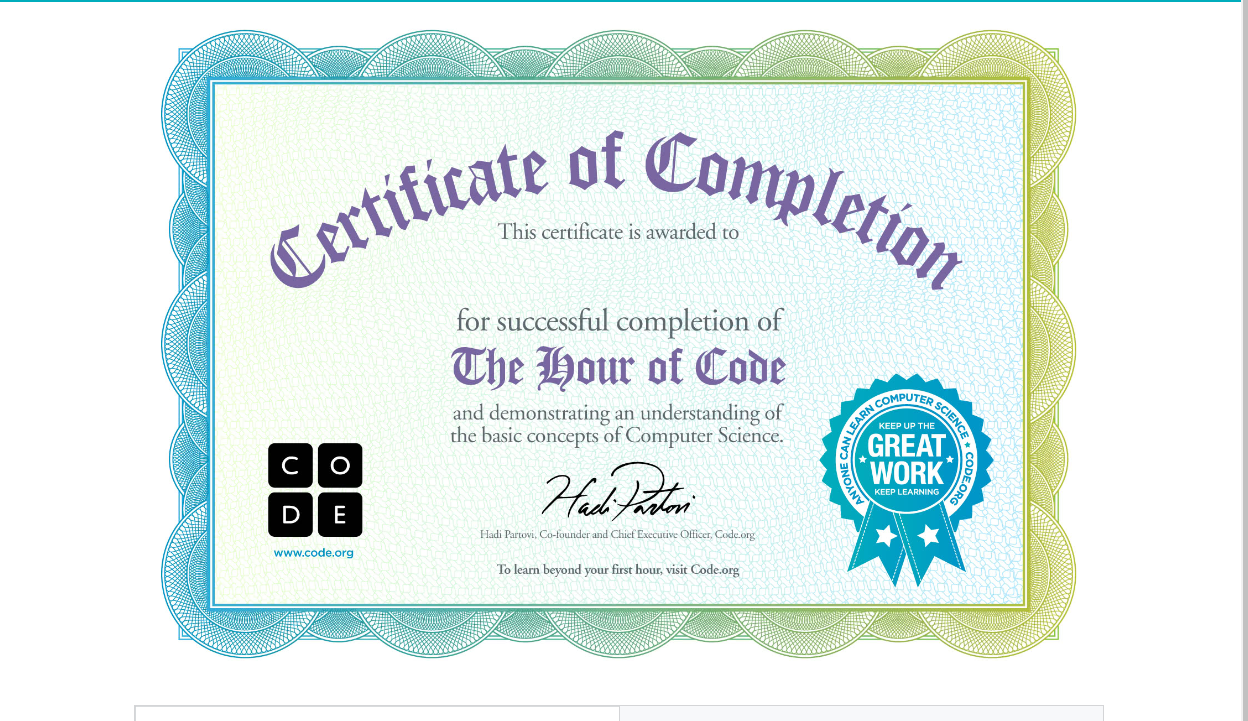 Certificate of Completion
This certificate is awarded to
for successful completion of
The Hour of Code
and demonstrating an understanding of
the basic concepts of Computer Science.
C O
D E
www.code.org
Hadi Partovi
Hadi Partovi, Co-founder and Chief Executive Officer, Code.org
To learn beyond your first hour, visit Code.org
ANYONE CAN LEARN COMPUTER SCIENCE • CODE.ORG
KEEP UP THE
GREAT
WORK
KEEP LEARNING